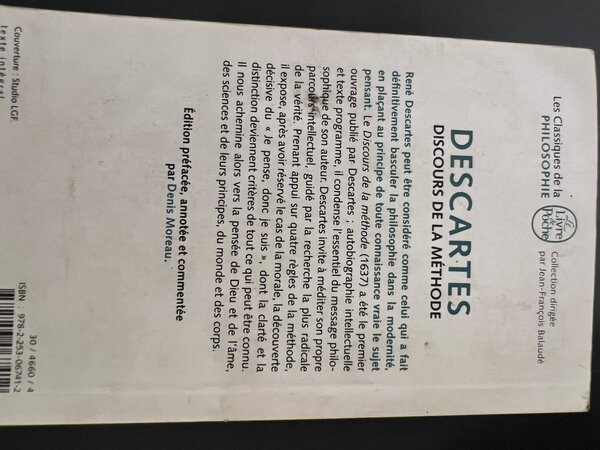 Les Classiques de la
PHILOSOPHIE
Le
Livre
de
Poche
Collection dirigée
par Jean-François Balaudé
DESCARTES
DISCOURS DE LA MÉTHODE
René Descartes peut être considéré comme celui qui a fait
définitivement basculer la philosophie dans la modernité,
en plaçant au principe de toute connaissance vraie le sujet
pensant. Le Discours de la méthode (1637) a été le premier
ouvrage publié par Descartes ; autobiographie intellectuelle
et texte programme, il condense l'essentiel du message philo-
sophique de son auteur. Descartes invite à méditer son propre
parcours intellectuel, guidé par la recherche la plus radicale
de la vérité. Prenant appui sur quatre règles de la méthode,
il expose, après avoir réservé le cas de la morale, la découverte
décisive du « Je pense, donc je suis », dont la clarté et la
distinction deviennent critères de tout ce qui peut être connu.
Il nous achemine alors vers la pensée de Dieu et de l'âme,
des sciences et de leurs principes, du monde et des corps.
Édition préfacée, annotée et commentée
par Denis Moreau.
Couverture : Studio LGF.
texte intégral
30 / 4660 / 4
ISBN : 978-2-253-06741-2